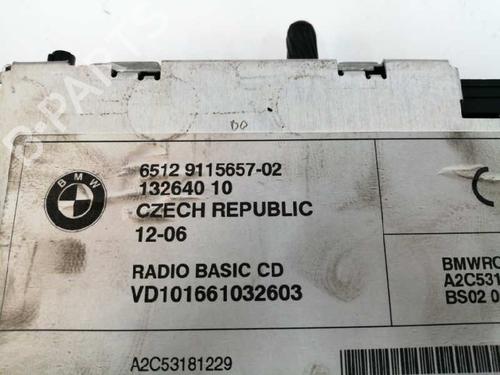 D-PARTS
BMW
DO
6512 9115657-02
132640 10
CZECH REPUBLIC
12-06
RADIO BASIC CD
VD101661032603
A2C53181229
BMWRC
A2C5318
BS02 0